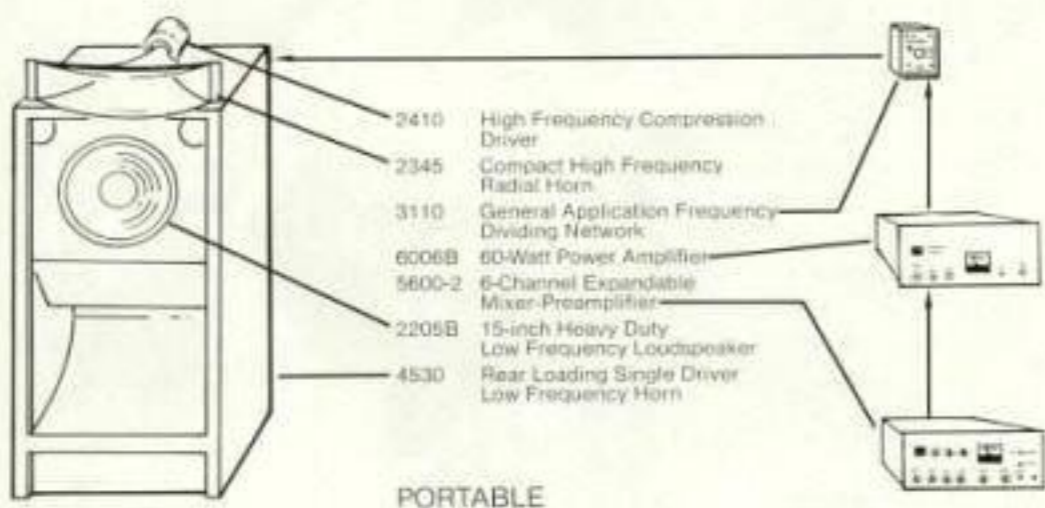 2410 High Frequency Compression
Driver
2345 Compact High Frequency
Radial Horn
3110 General Application Frequency
Dividing Network
6006B 60-Watt Power Amplifier
5600-2 6-Channel Expandable
Mixer-Preamplifier
2205B 15-inch Heavy Duty
Low Frequency Loudspeaker
4530 Rear Loading Single Driver
Low Frequency Horn
PORTABLE